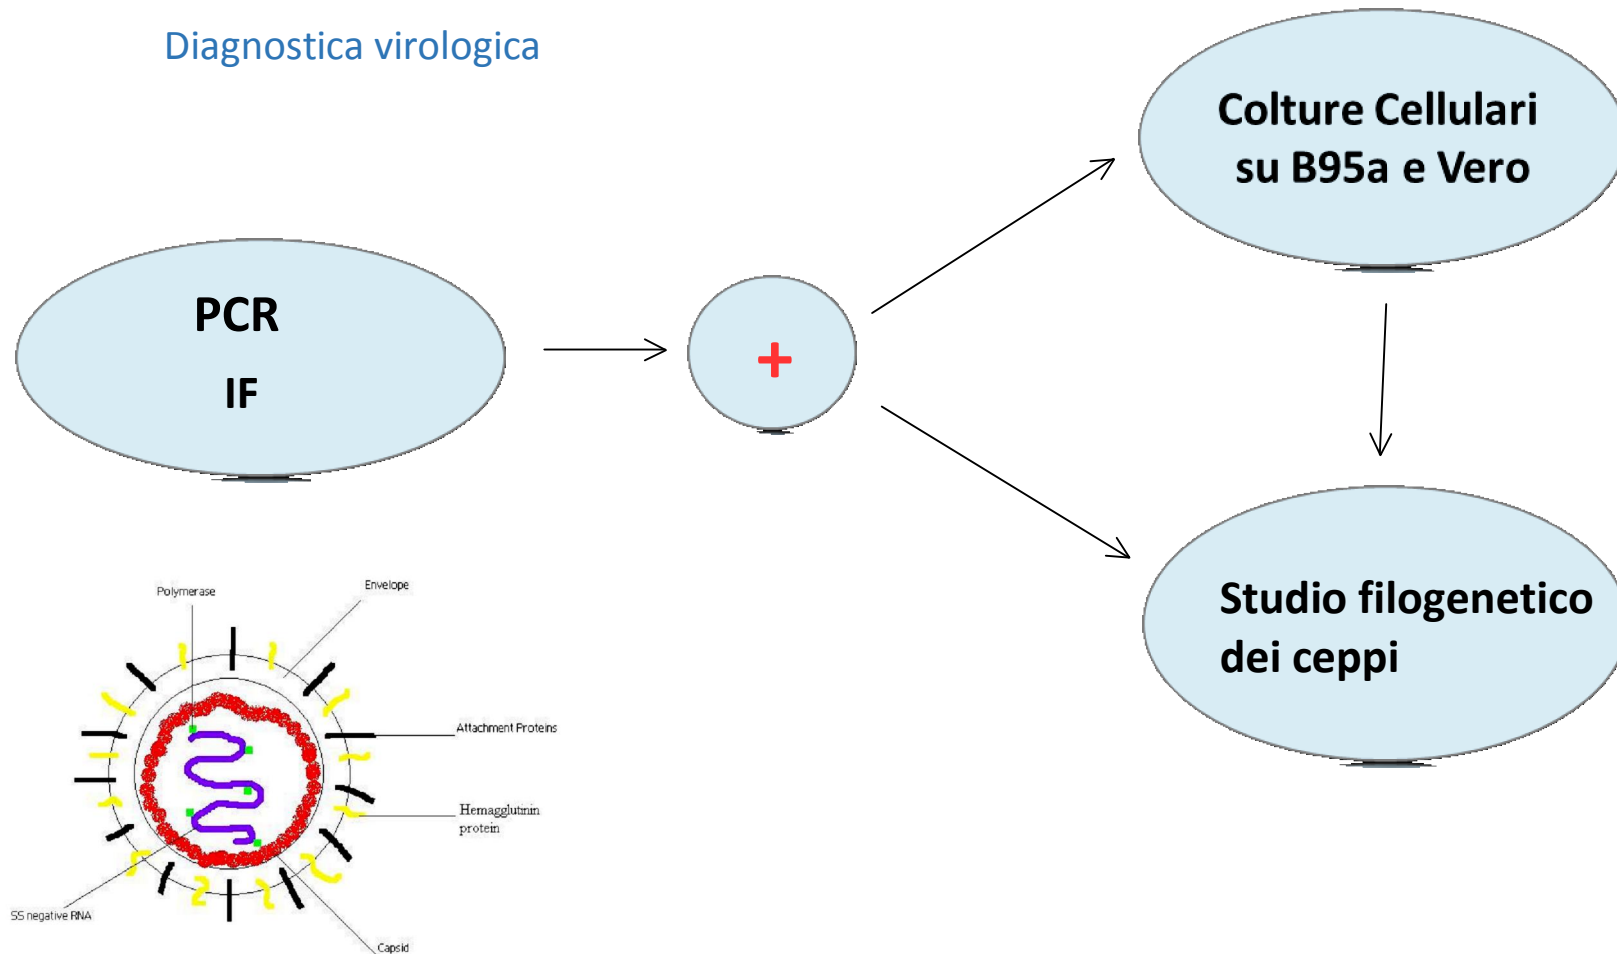 Diagnostica virologica
Colture Cellulari
su B95a e Vero
PCR
IF
+
Studio filogenetico
dei ceppi
Polymerase
Envelope
Attachment Proteins
Hemagglutinin
protein
SS negative RNA
Capsid